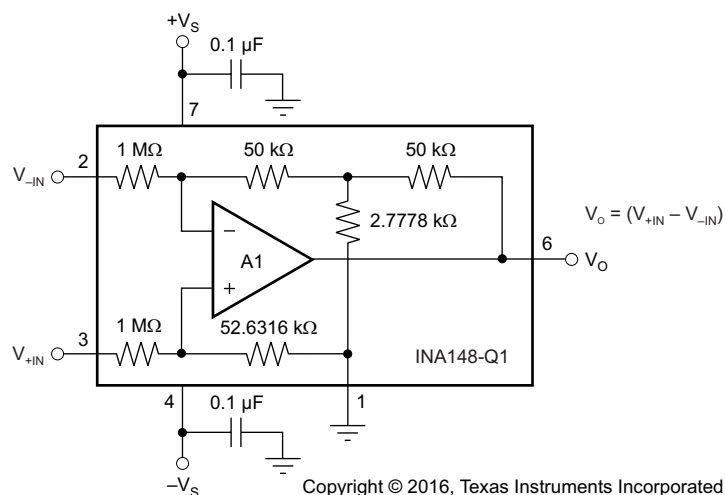 +VS
0.1 µF
7
2
1 MΩ
50 kΩ
50 kΩ
V–IN
2.7778 kΩ
VO = (V+IN – V–IN)
–
A1
6
VO
+
3
1 MΩ
52.6316 kΩ
V+IN
INA148-Q1
4
0.1 µF
1
–VS
Copyright © 2016, Texas Instruments Incorporated